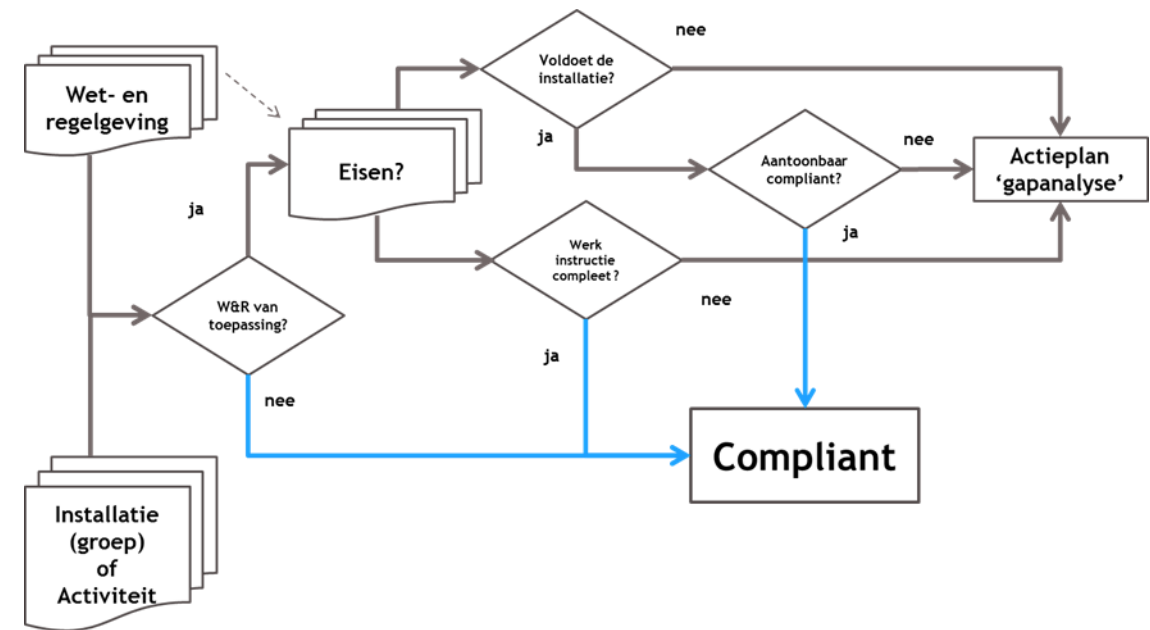 Wet- en
regelgeving
Eisen?
Voldoet de
installatie?
nee
ja
Aantoonbaar
compliant?
nee
ja
Actieplan
‘gapanalyse’
ja
W&R van
toepassing?
nee
Werk
instructie
compleet ?
nee
ja
Compliant
Installatie
(groep)
of
Activiteit